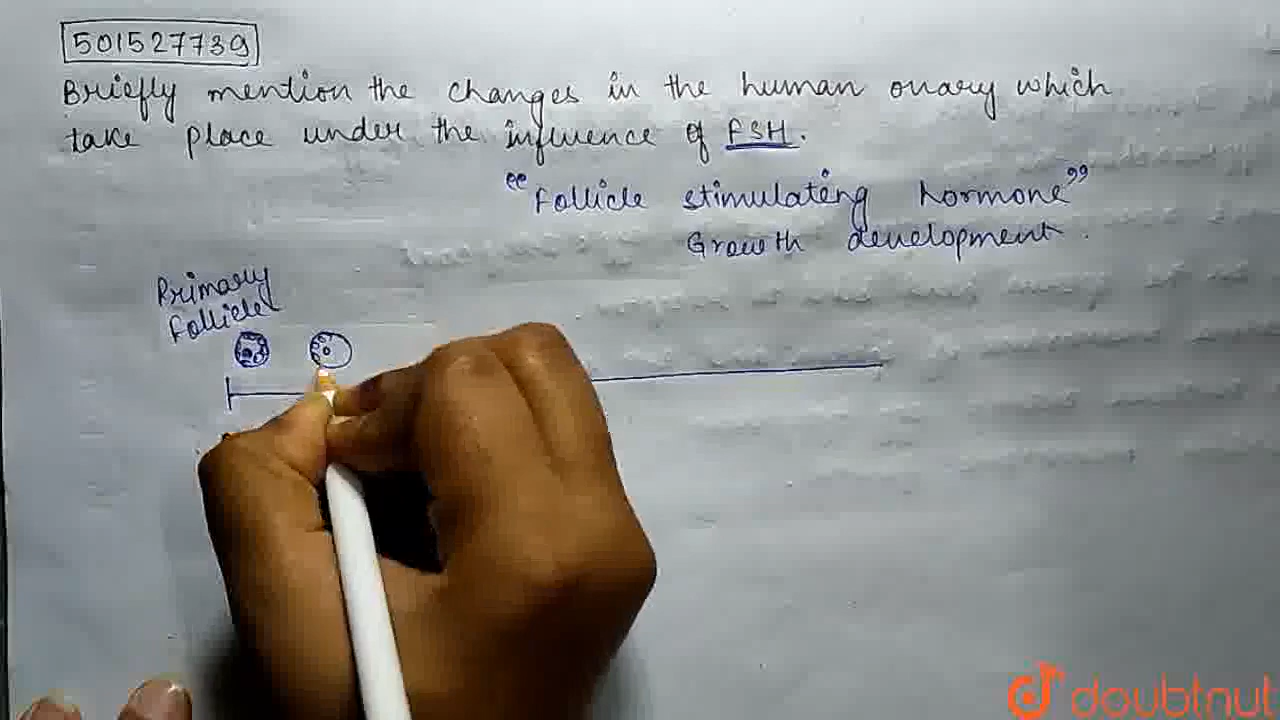 501527739
Briefly mention the changes in the human ovary which
take place under the influence of FSH.
"Follicle stimulating hormone"
Growth development.
Primary
follicle
doubtnut